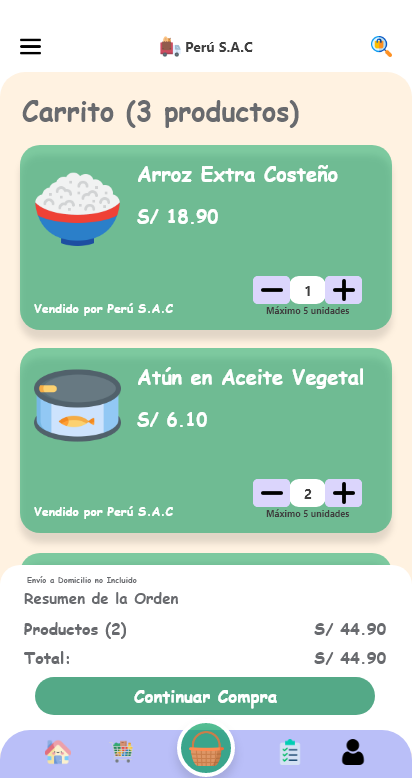 Perú S.A.C
Carrito (3 productos)
Arroz Extra Costeño
S/ 18.90
1
Vendido por Perú S.A.C
Máximo 5 unidades
Atún en Aceite Vegetal
S/ 6.10
2
Vendido por Perú S.A.C
Máximo 5 unidades
Envío a Domicilio no Incluido
Resumen de la Orden
Productos (2) S/ 44.90
Total: S/ 44.90
Continuar Compra